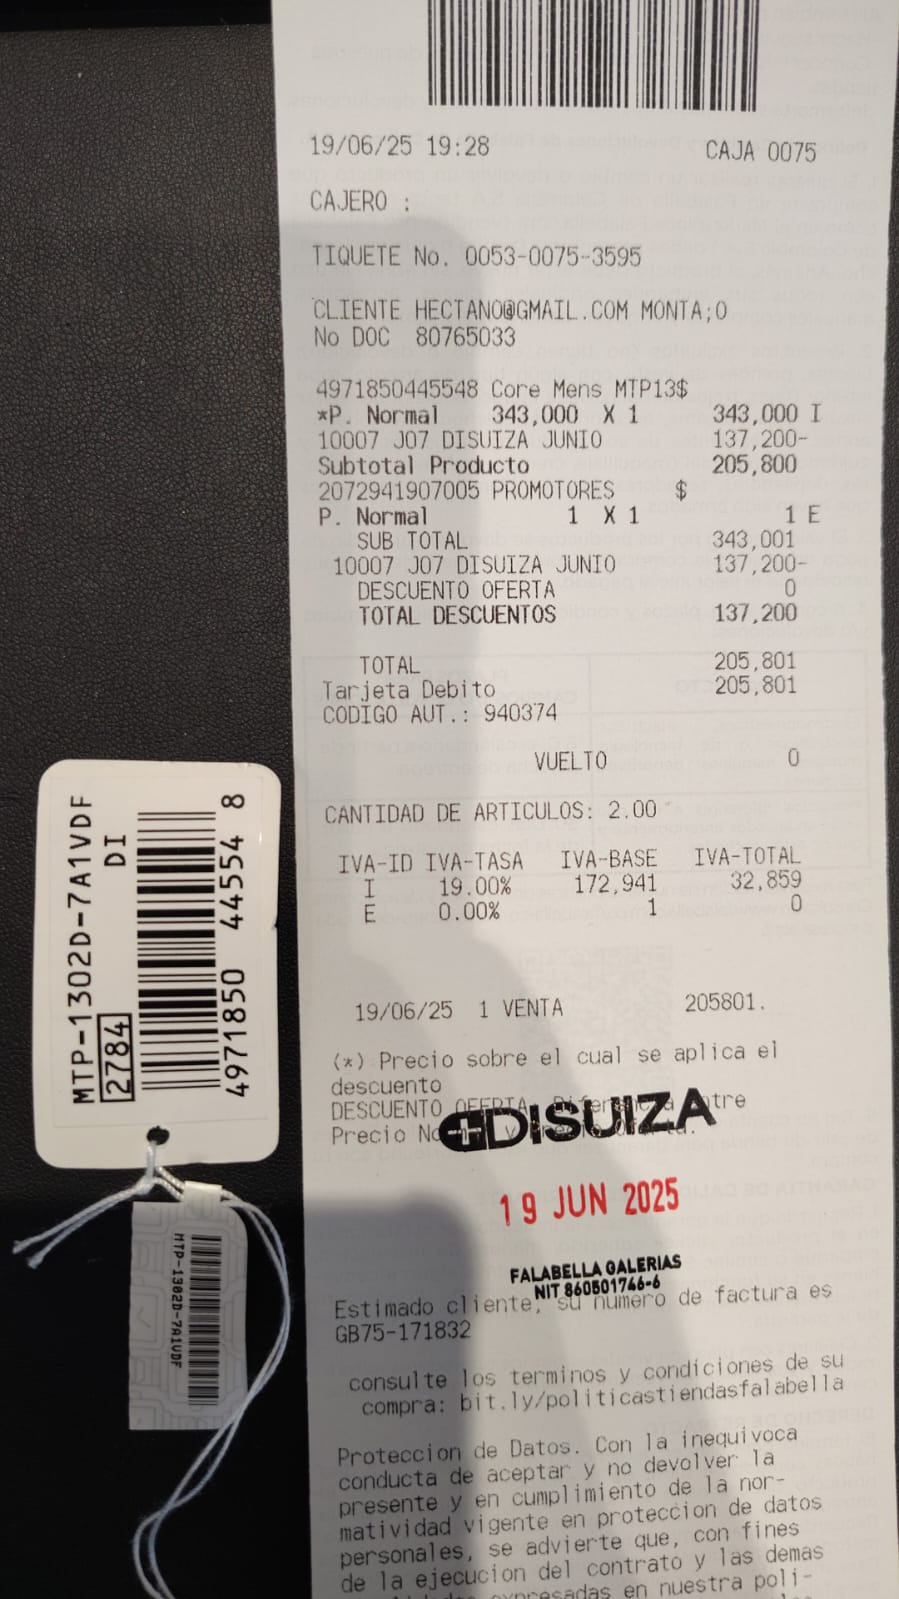 19/06/25 19:28 CAJA 0075
CAJERO :
TIQUETE No. 0053-0075-3595
CLIENTE HECTANO@GMAIL.COM MONTA;O
No DOC 80765033
4971850445548 Core Mens MTP13$
*P. Normal 343,000 X 1 343,000 I
10007 J07 DISUIZA JUNIO 137,200-
Subtotal Producto 205,800
2072941907005 PROMOTORES $
P. Normal 1 X 1 1 E
SUB TOTAL 343,001
10007 J07 DISUIZA JUNIO 137,200-
DESCUENTO OFERTA 0
TOTAL DESCUENTOS 137,200
TOTAL 205,801
Tarjeta Debito 205,801
CODIGO AUT.: 940374
VUELTO 0
CANTIDAD DE ARTICULOS: 2.00
IVA-ID IVA-TASA IVA-BASE IVA-TOTAL
I 19.00% 172,941 32,859
E 0.00% 1 0
19/06/25 1 VENTA 205801.
(*) Precio sobre el cual se aplica el
descuento
DESCUENTO OFERTA: Diferencia entre
Precio Normal y Precio Oferta.
DISUIZA
19 JUN 2025
FALABELLA GALERIAS
NIT 860501746-6
Estimado cliente, su numero de factura es
GB75-171832
consulte los terminos y condiciones de su
compra: bit.ly/politicastiendasfalabella
Proteccion de Datos. Con la inequivoca
conducta de aceptar y no devolver la
presente y en cumplimiento de la nor-
matividad vigente en proteccion de datos
personales, se advierte que, con fines
de la ejecucion del contrato y las demas
expresadas en nuestra poli-
MTP-1302D-7A1VDF
DI
2784
4971850 44554 8
MTP-1302D-7A1VDF